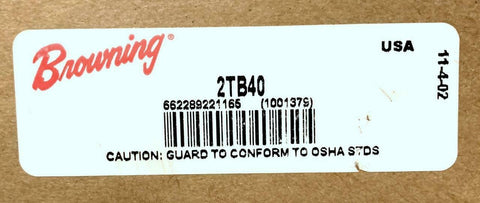 Browning®
USA
11-4-02
2TB40
662289221165 (1001379)
CAUTION: GUARD TO CONFORM TO OSHA STDS